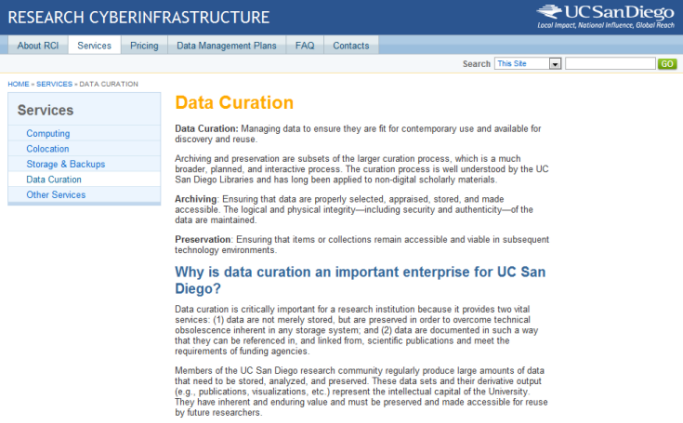 RESEARCH CYBERINFRASTRUCTURE
UC San Diego
Local Impact, National Influence, Global Reach
About RCI Services Pricing Data Management Plans FAQ Contacts
Search This Site GO
HOME » SERVICES » DATA CURATION
Services
Computing
Colocation
Storage & Backups
Data Curation
Other Services
Data Curation
Data Curation: Managing data to ensure they are fit for contemporary use and available for
discovery and reuse.
Archiving and preservation are subsets of the larger curation process, which is a much
broader, planned, and interactive process. The curation process is well understood by the UC
San Diego Libraries and has long been applied to non-digital scholarly materials.
Archiving: Ensuring that data are properly selected, appraised, stored, and made
accessible. The logical and physical integrity—including security and authenticity—of the
data are maintained.
Preservation: Ensuring that items or collections remain accessible and viable in subsequent
technology environments.
Why is data curation an important enterprise for UC San
Diego?
Data curation is critically important for a research institution because it provides two vital
services: (1) data are not merely stored, but are preserved in order to overcome technical
obsolescence inherent in any storage system; and (2) data are documented in such a way
that they can be referenced in, and linked from, scientific publications and meet the
requirements of funding agencies.
Members of the UC San Diego research community regularly produce large amounts of data
that need to be stored, analyzed, and preserved. These data sets and their derivative output
(e.g., publications, visualizations, etc.) represent the intellectual capital of the University.
They have inherent and enduring value and must be preserved and made accessible for reuse
by future researchers.